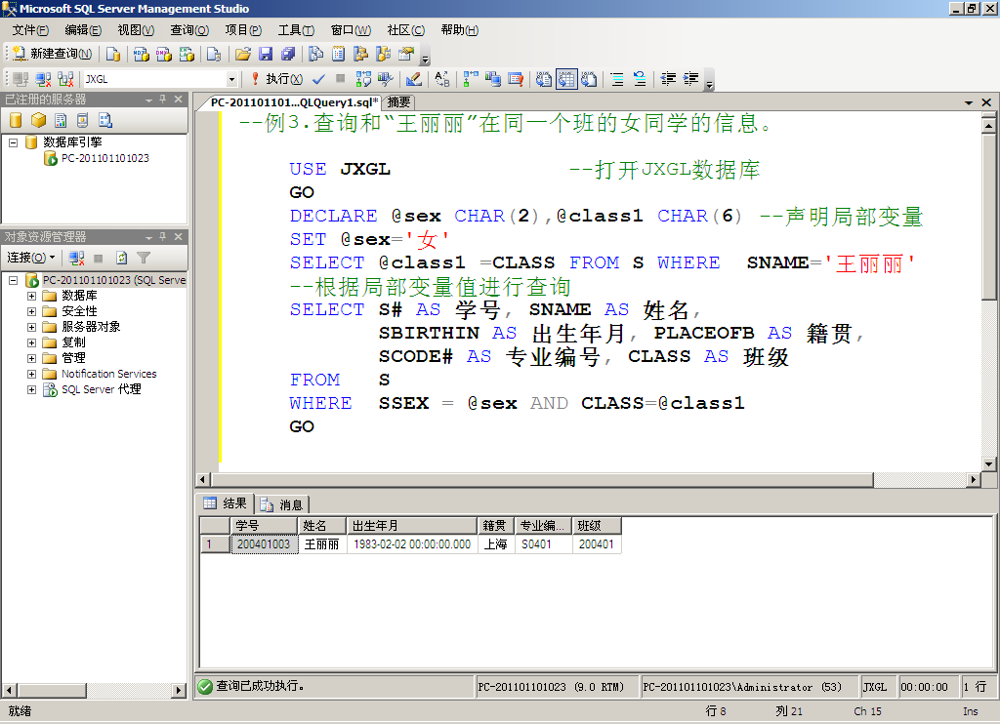 Microsoft SQL Server Management Studio
文件(F) 编辑(E) 视图(V) 查询(Q) 项目(P) 工具(T) 窗口(W) 社区(C) 帮助(H)
新建查询(N)
JXGL 执行(X)
已注册的服务器
数据库引擎
PC-201101101023
对象资源管理器
连接(O)
PC-201101101023 (SQL Serve
数据库
安全性
服务器对象
复制
管理
Notification Services
SQL Server 代理
PC-201101101...QLQuery1.sql* 摘要
--例3.查询和“王丽丽”在同一个班的女同学的信息。
USE JXGL --打开JXGL数据库
GO
DECLARE @sex CHAR(2),@class1 CHAR(6) --声明局部变量
SET @sex='女'
SELECT @class1 =CLASS FROM S WHERE SNAME='王丽丽'
--根据局部变量值进行查询
SELECT S# AS 学号, SNAME AS 姓名,
SBIRTHIN AS 出生年月, PLACEOFB AS 籍贯,
SCODE# AS 专业编号, CLASS AS 班级
FROM S
WHERE SSEX = @sex AND CLASS=@class1
GO
结果 消息
学号 姓名 出生年月 籍贯 专业编... 班级
1 200401003 王丽丽 1983-02-02 00:00:00.000 上海 S0401 200401
查询已成功执行。 PC-201101101023 (9.0 RTM) PC-201101101023\Administrator (53) JXGL 00:00:00 1 行
就绪 行 8 列 21 Ch 15 Ins